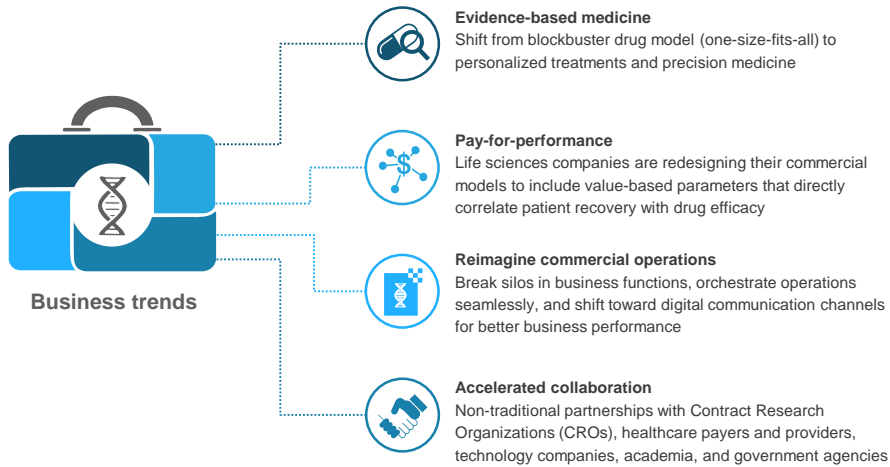 Evidence-based medicine
Shift from blockbuster drug model (one-size-fits-all) to
personalized treatments and precision medicine
Pay-for-performance
$
Life sciences companies are redesigning their commercial
models to include value-based parameters that directly
correlate patient recovery with drug efficacy
Reimagine commercial operations
Break silos in business functions, orchestrate operations
seamlessly, and shift toward digital communication channels
for better business performance
Business trends
Accelerated collaboration
Non-traditional partnerships with Contract Research
Organizations (CROs), healthcare payers and providers,
technology companies, academia, and government agencies